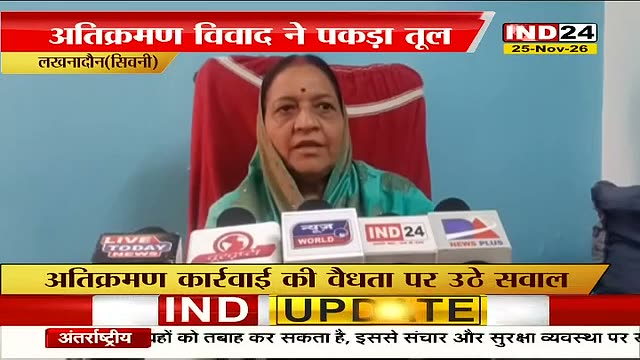 अतिक्रमण विवाद ने पकड़ा तूल
IND24
25-Nov-26
लखनादौन(सिवनी)
LIVE
TODAY
NEWS
न्यूज़
WORLD
IND24
NEWS PLUS
अतिक्रमण कार्रवाई की वैधता पर उठे सवाल
IND UPDATE
अंतर्राष्ट्रीय
ग्रहों को तबाह कर सकता है, इससे संचार और सुरक्षा व्यवस्था पर